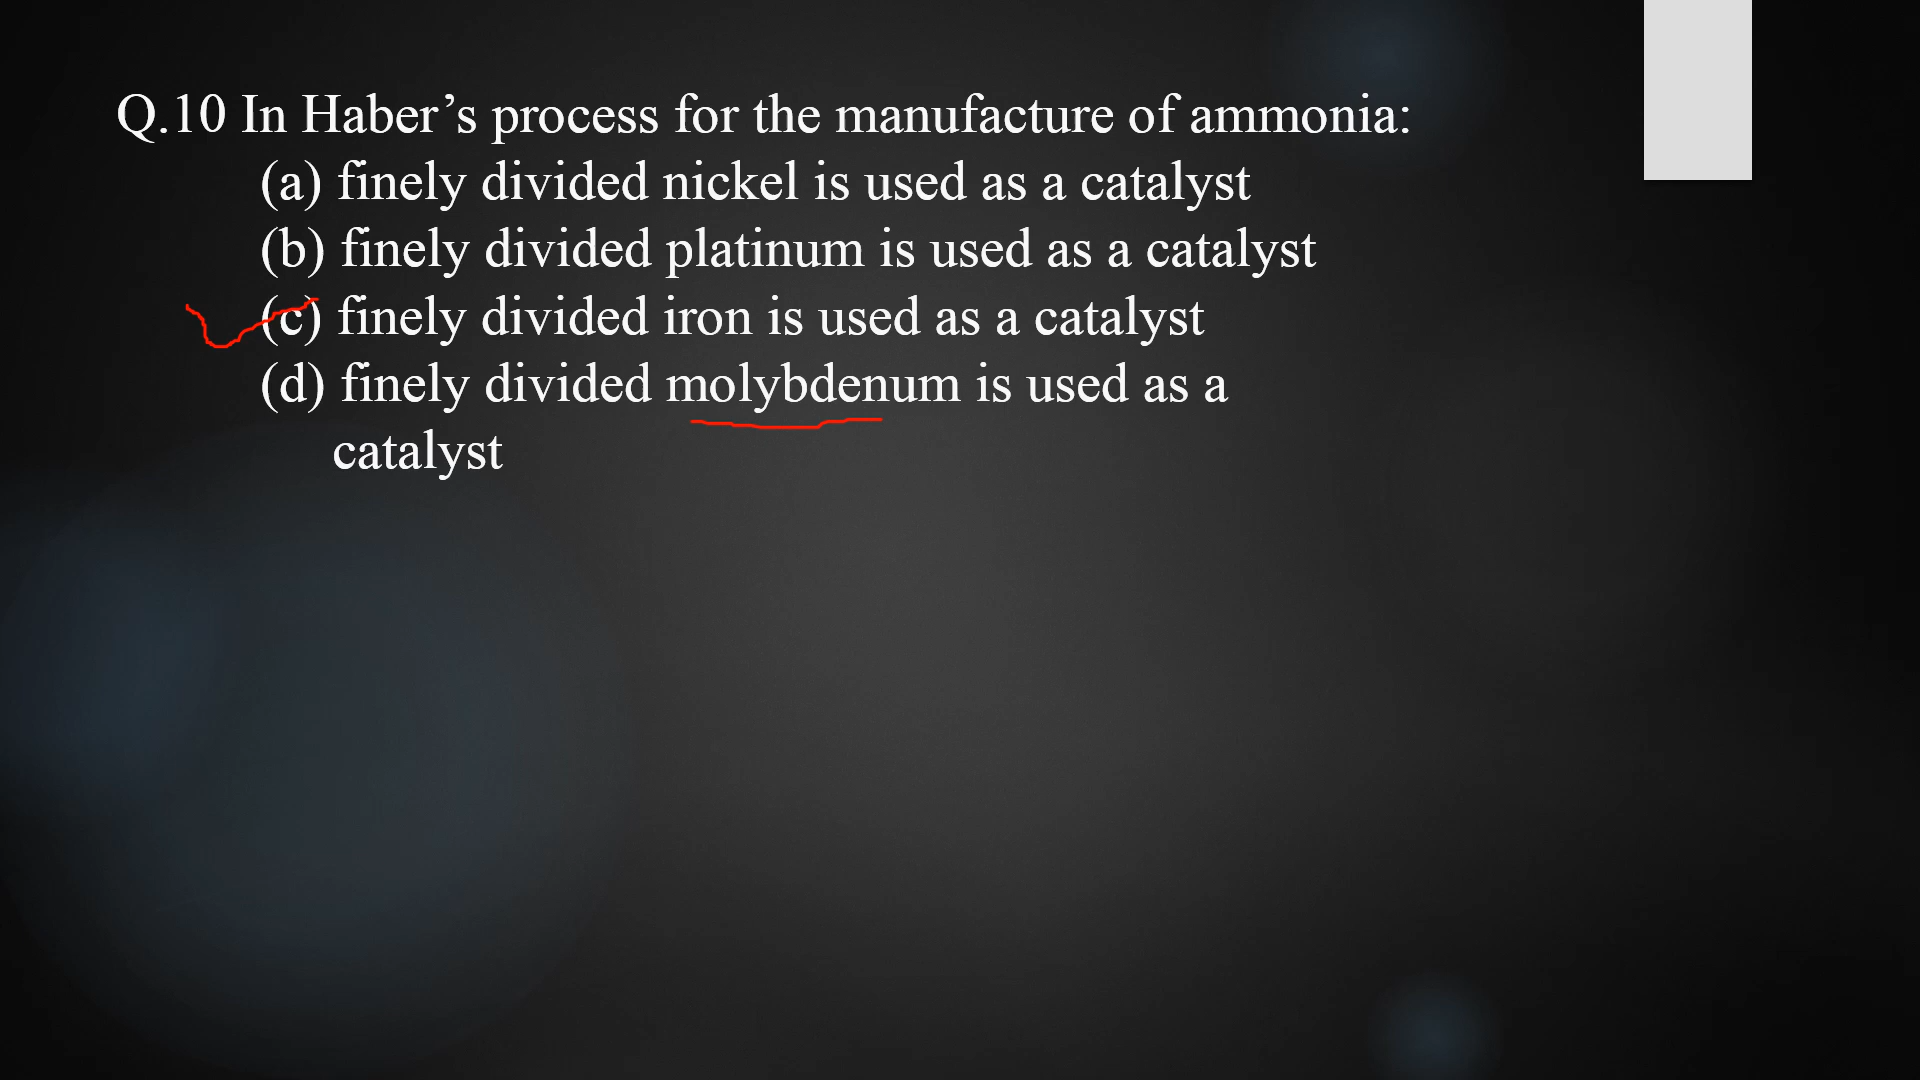 Q.10 In Haber’s process for the manufacture of ammonia:
(a) finely divided nickel is used as a catalyst
(b) finely divided platinum is used as a catalyst
(c) finely divided iron is used as a catalyst
(d) finely divided molybdenum is used as a
catalyst